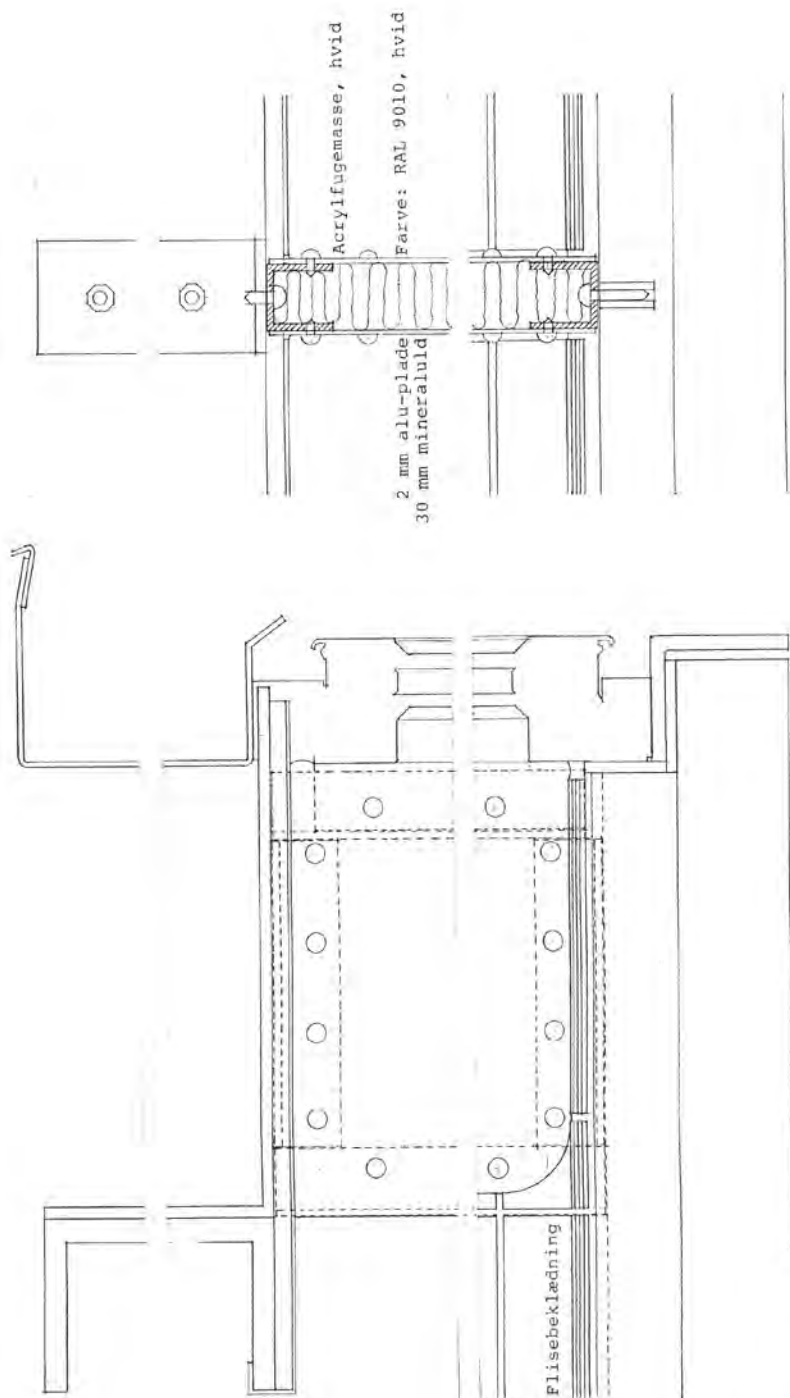 Acrylfugemasse, hvid
Farve: RAL 9010, hvid
2 mm alu-plade
30 mm mineraluld
Flisebeklædning